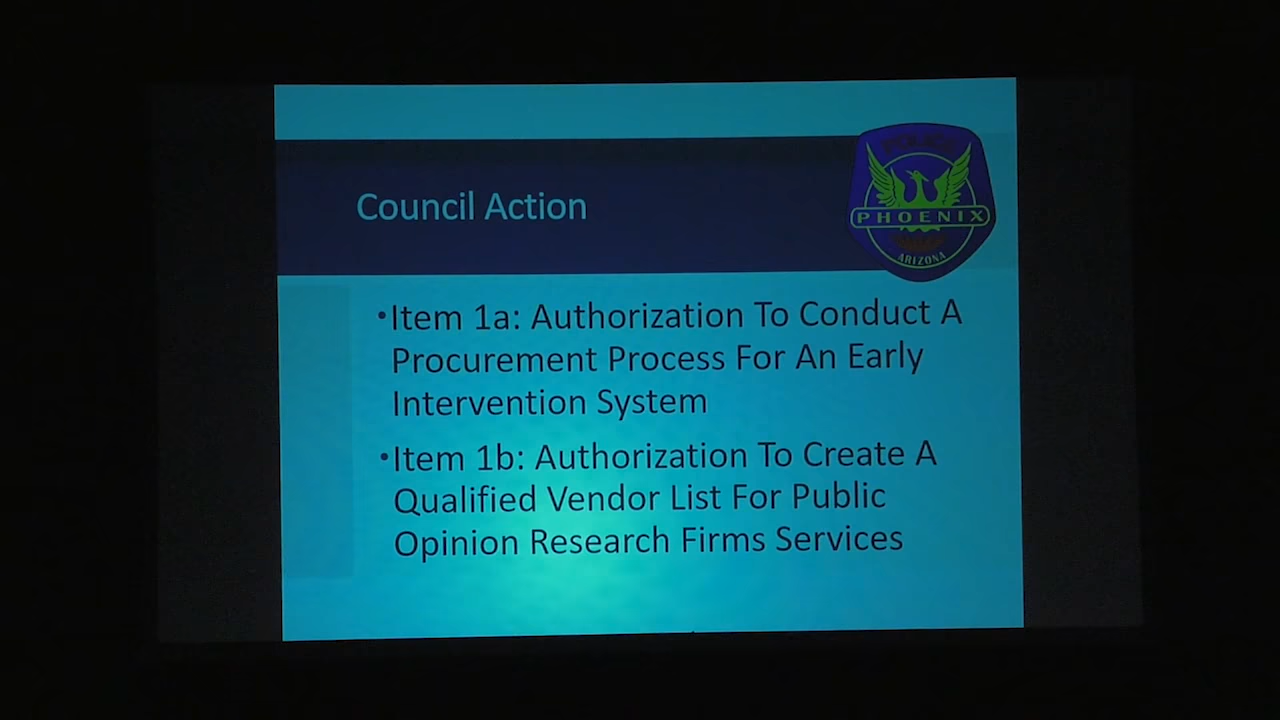 Council Action
POLICE
PHOENIX
ARIZONA
•Item 1a: Authorization To Conduct A
Procurement Process For An Early
Intervention System
•Item 1b: Authorization To Create A
Qualified Vendor List For Public
Opinion Research Firms Services